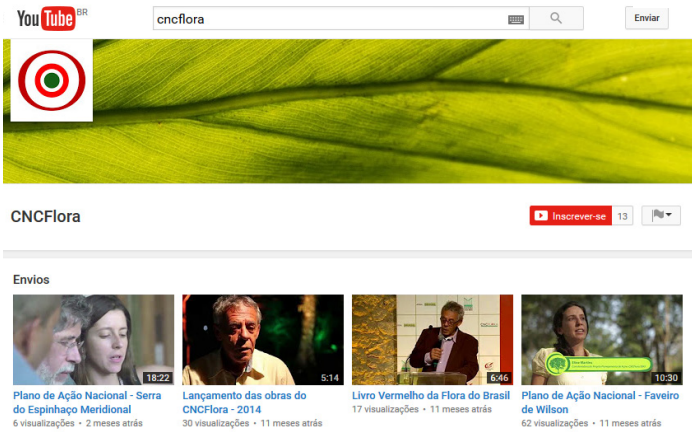 You Tube BR
cncflora
Enviar
CNCFlora
Inscrever-se 13
Envios
18:22
5:14
6:46
10:30
Plano de Ação Nacional - Serra
do Espinhaço Meridional
6 visualizações • 2 meses atrás
Lançamento das obras do
CNCFlora - 2014
30 visualizações • 11 meses atrás
Livro Vermelho da Flora do Brasil
17 visualizações • 11 meses atrás
Plano de Ação Nacional - Faveiro
de Wilson
62 visualizações • 11 meses atrás